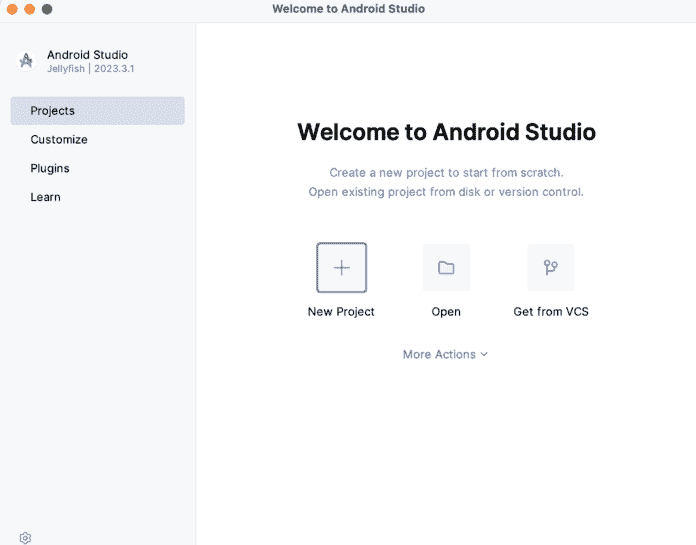 Welcome to Android Studio
Android Studio
Jellyfish | 2023.3.1
Projects
Customize
Plugins
Learn
Welcome to Android Studio
Create a new project to start from scratch.
Open existing project from disk or version control.
New Project
Open
Get from VCS
More Actions